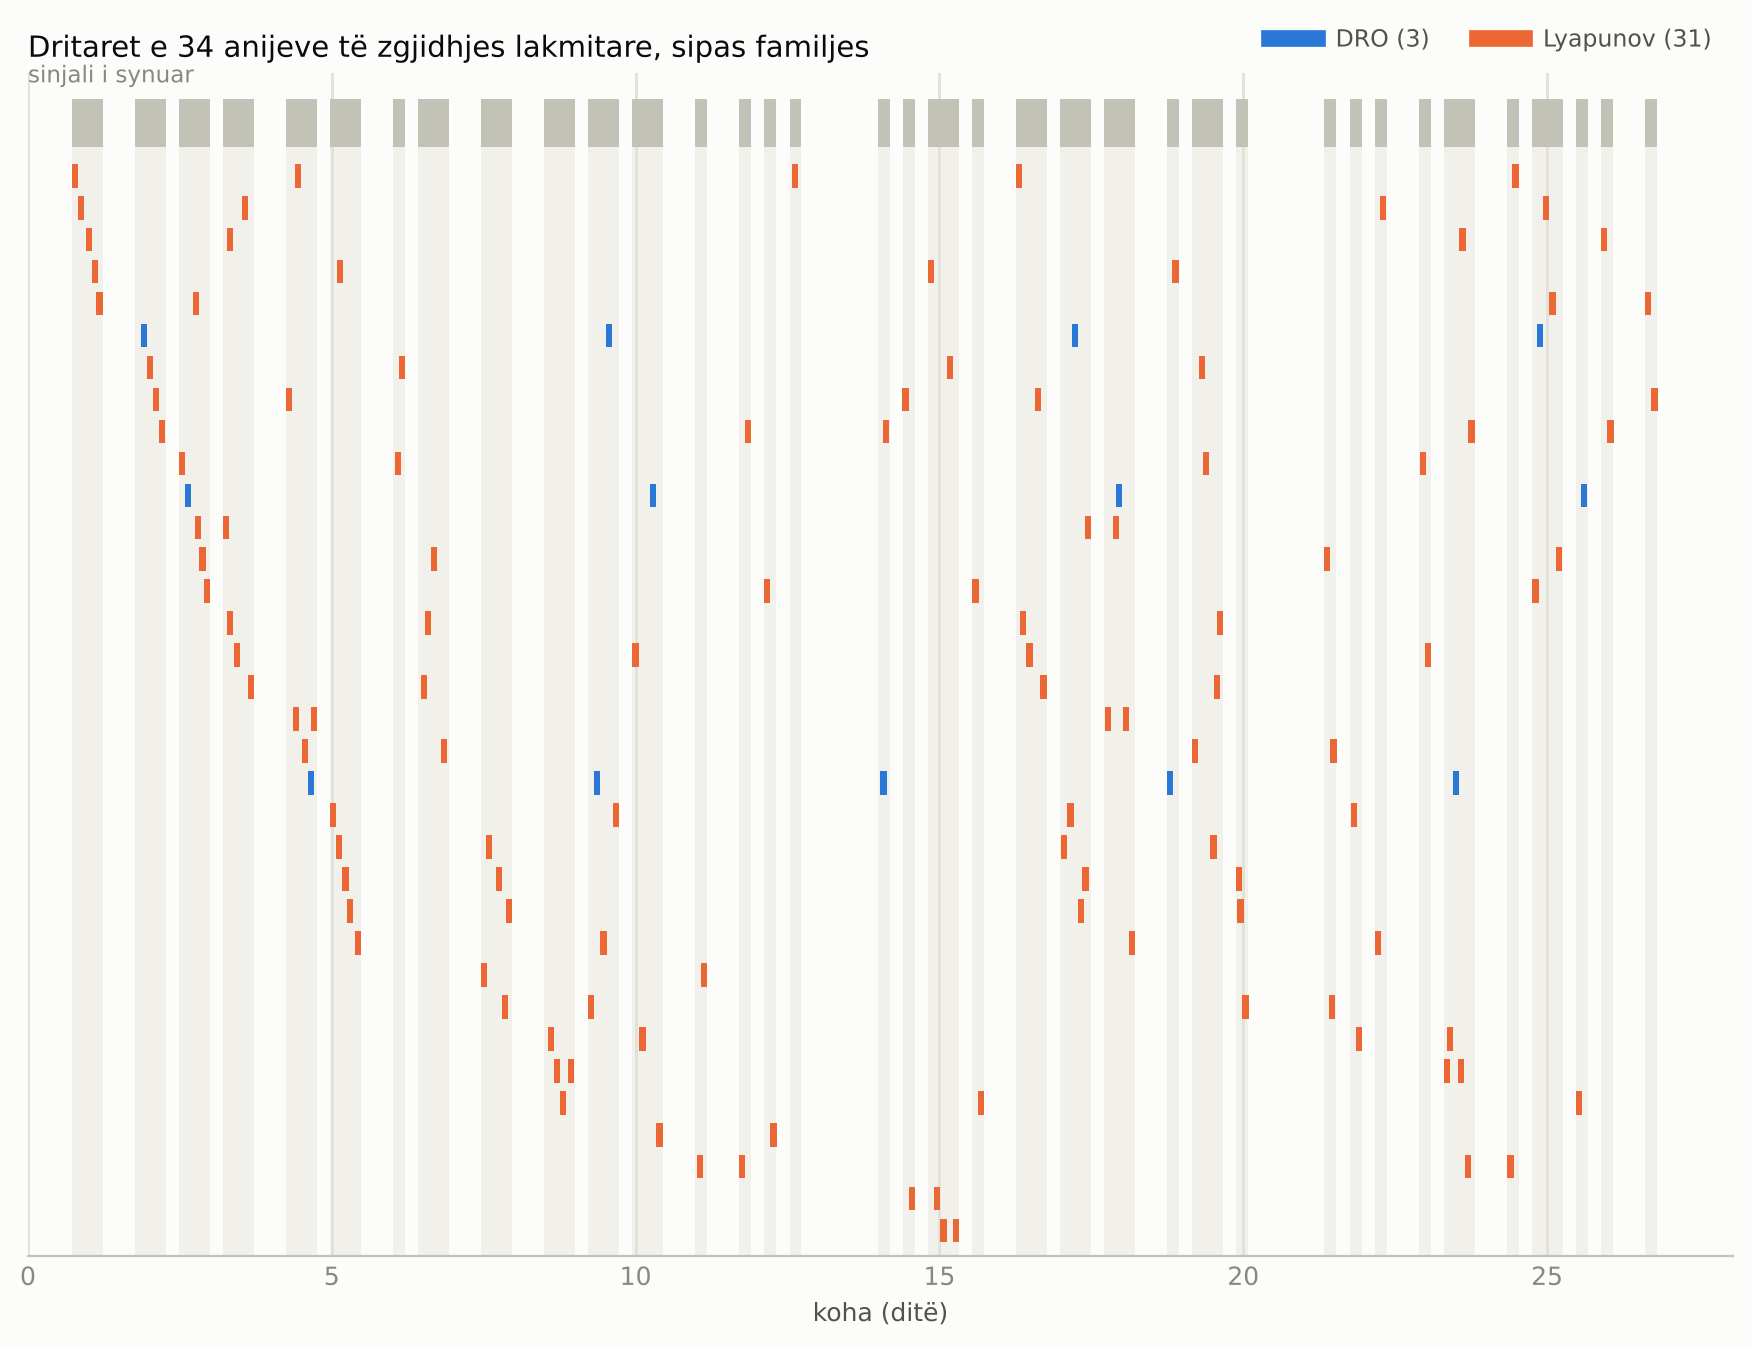 Dritaret e 34 anijeve të zgjidhjes lakmitare, sipas familjes
DRO (3)
Lyapunov (31)
sinjali i synuar
0 5 10 15 20 25
koha (ditë)